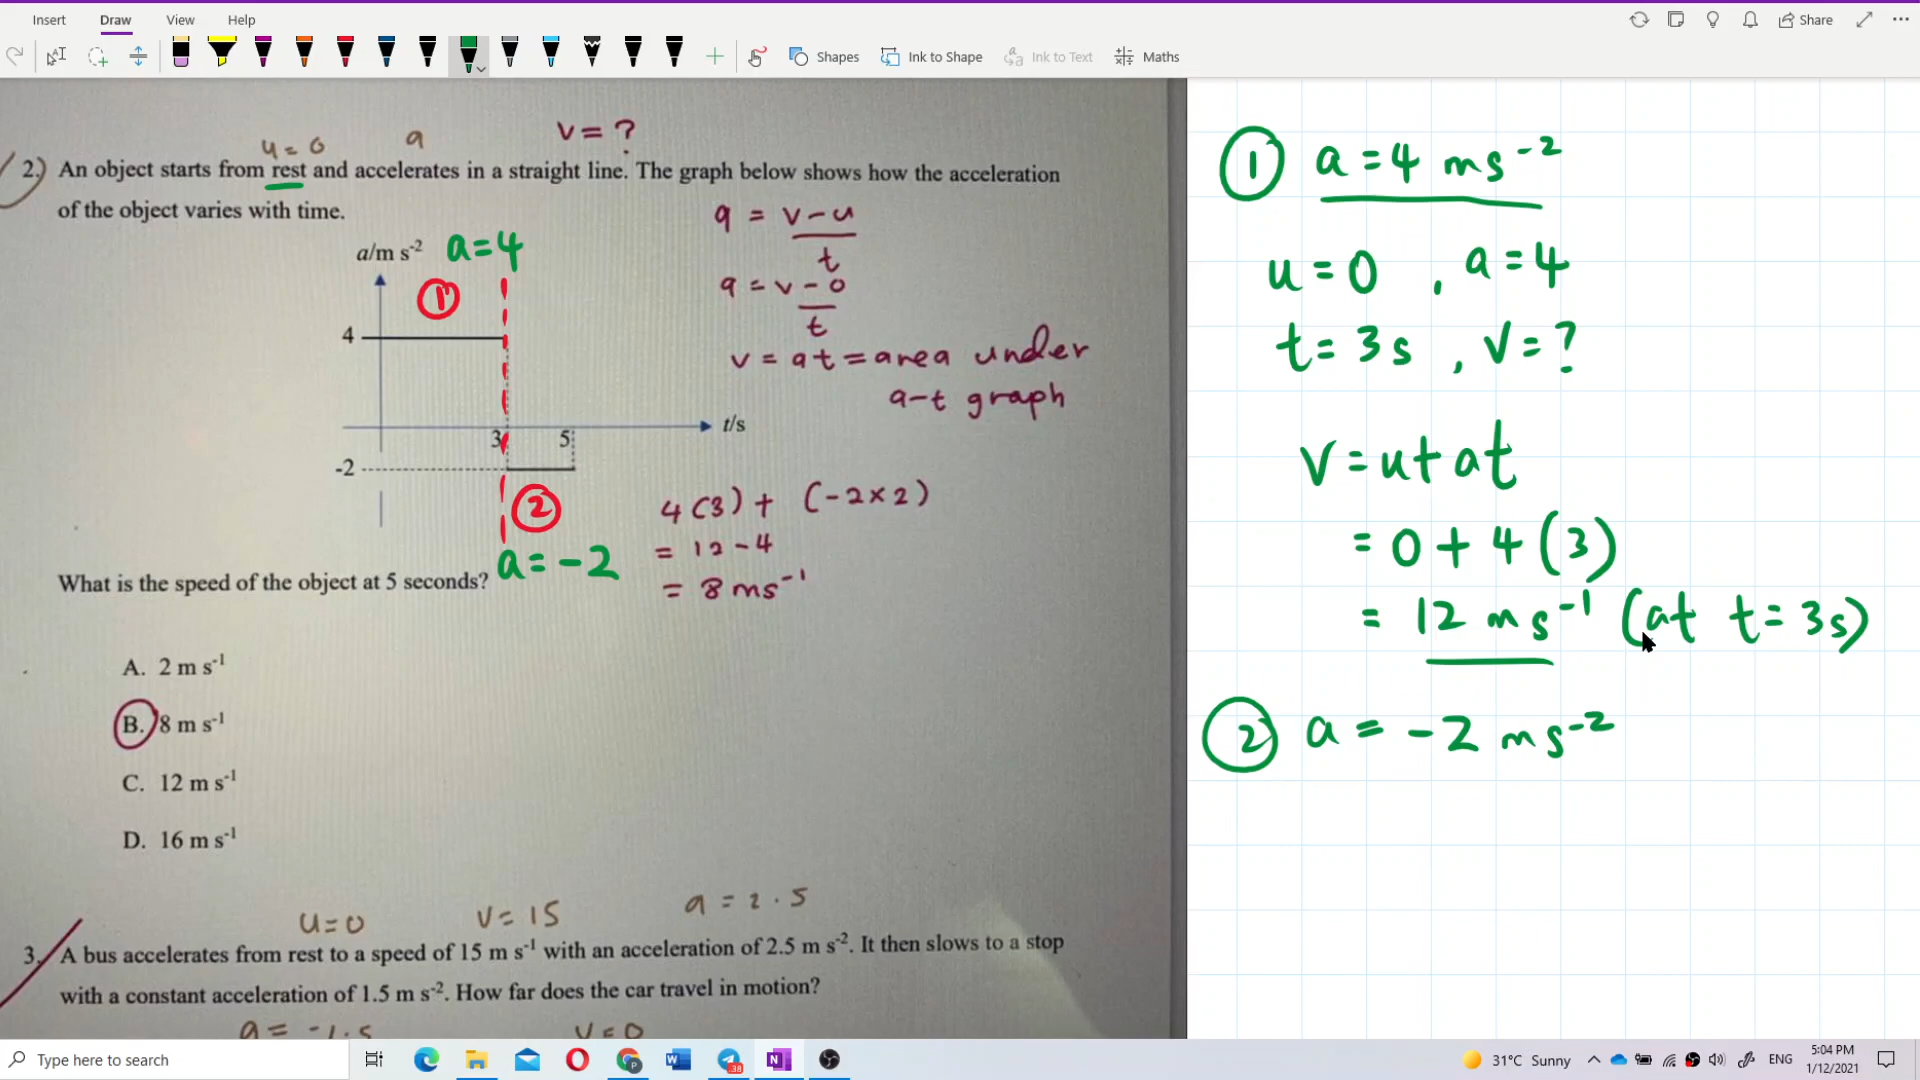 Insert Draw View Help
Share
Shapes Ink to Shape Ink to Text Maths
u = 0 a v = ?
2.) An object starts from rest and accelerates in a straight line. The graph below shows how the acceleration
of the object varies with time.
a/m s⁻² a=4
①
4
3 5 t/s
-2
②
a = -2
a = v-u
t
a = v-0
t
v = at = area under
a-t graph
4(3) + (-2×2)
= 12-4
= 8 ms⁻¹
What is the speed of the object at 5 seconds?
A. 2 m s⁻¹
B. 8 m s⁻¹
C. 12 m s⁻¹
D. 16 m s⁻¹
u=0 v=15 a = 2.5
3. A bus accelerates from rest to a speed of 15 m s⁻¹ with an acceleration of 2.5 m s⁻². It then slows to a stop
with a constant acceleration of 1.5 m s⁻². How far does the car travel in motion?
a = -1.5 v=0
① a = 4 ms⁻²
u = 0 , a = 4
t = 3s , v = ?
v = u + at
= 0 + 4(3)
= 12 ms⁻¹ (at t = 3s)
② a = -2 ms⁻²
Type here to search
38
31°C Sunny
ENG
5:04 PM
1/12/2021